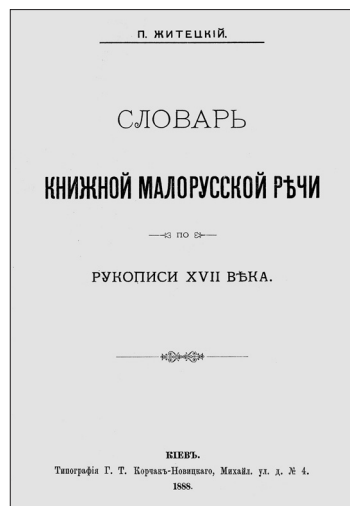 П. ЖИТЕЦКІЙ.
СЛОВАРЬ
КНИЖНОЙ МАЛОРУССКОЙ РѢЧИ
ПО
РУКОПИСИ XVII ВѢКА.
КІЕВЪ.
Типографія Г. Т. Корчакъ-Новицкаго, Михайл. ул. д. № 4.
1888.